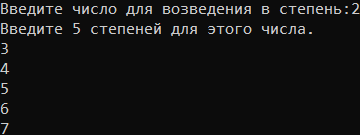 Введите число для возведения в степень:2
Введите 5 степеней для этого числа.
3
4
5
6
7